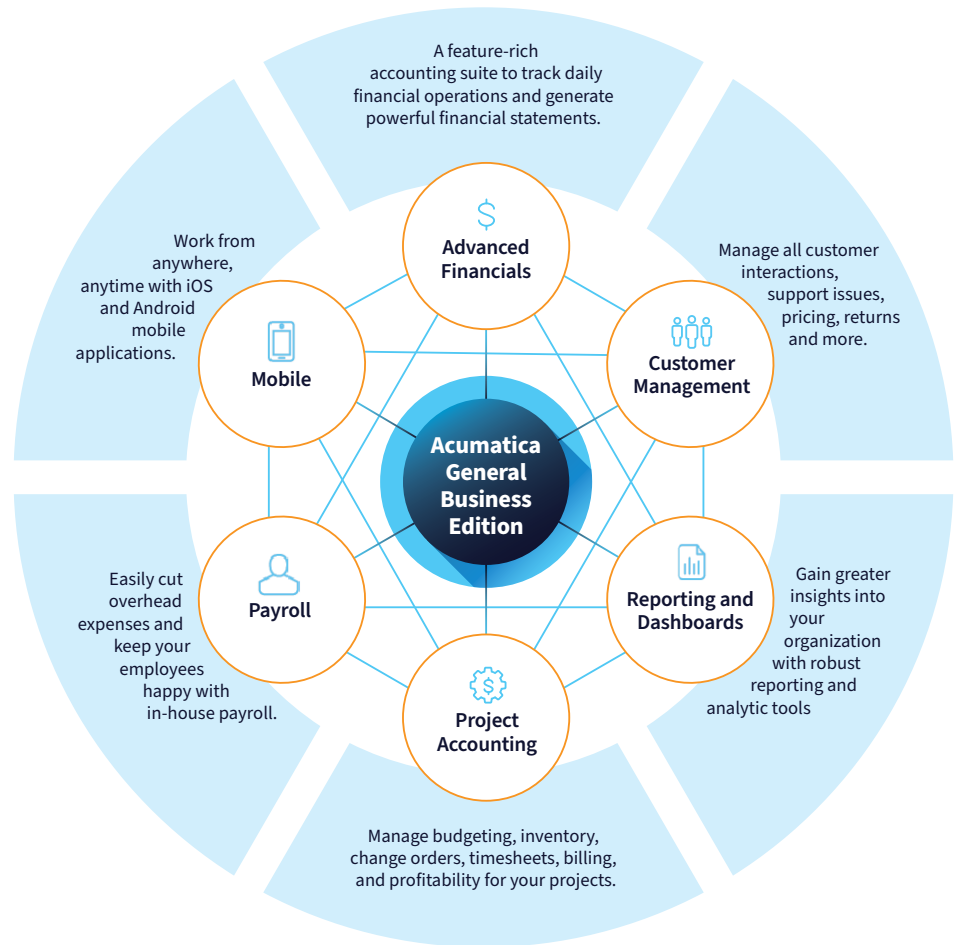 A feature-rich
accounting suite to track daily
financial operations and generate
powerful financial statements.
Advanced
Financials
Manage all customer
interactions,
support issues,
pricing, returns
and more.
Customer
Management
Gain greater
insights into
your
organization
with robust
reporting and
analytic tools
Reporting and
Dashboards
Manage budgeting, inventory,
change orders, timesheets, billing,
and profitability for your projects.
Project
Accounting
Easily cut
overhead
expenses and
keep your
employees
happy with
in-house payroll.
Payroll
Work from
anywhere,
anytime with iOS
and Android
mobile
applications.
Mobile
Acumatica
General
Business
Edition